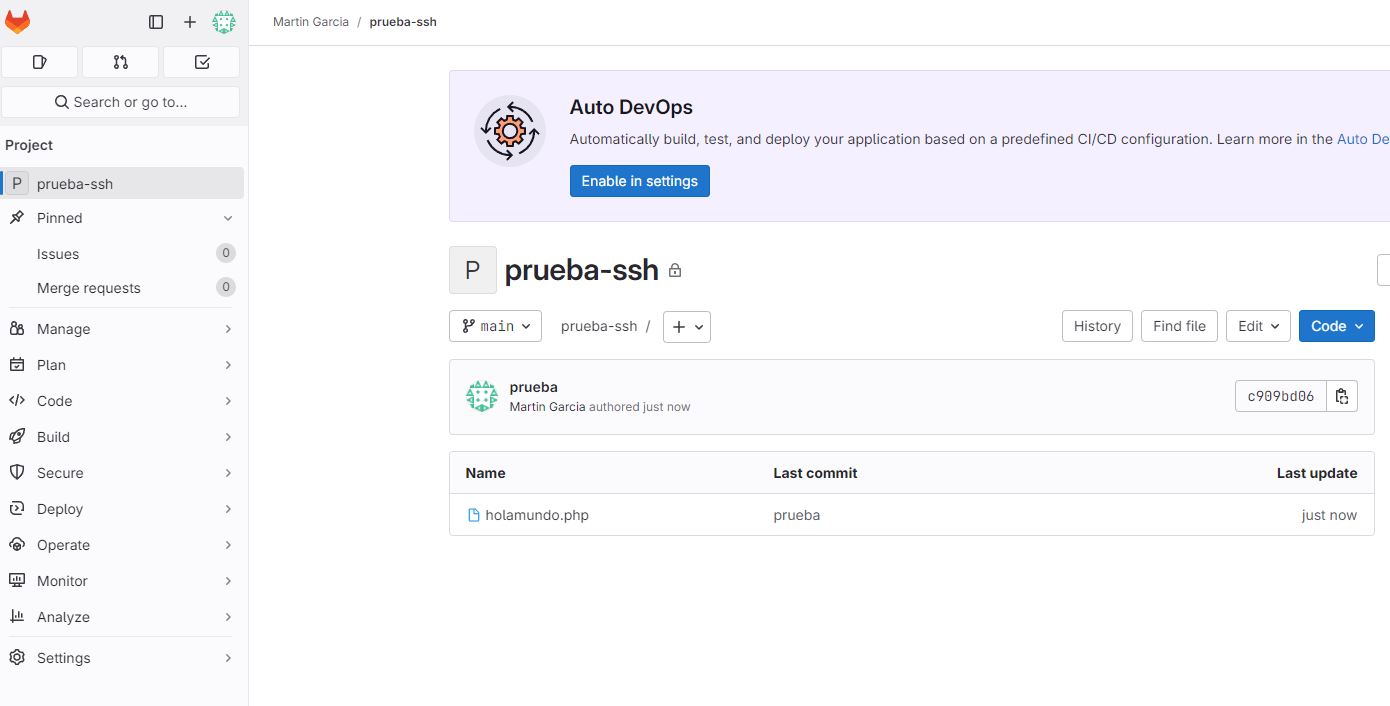 Martin Garcia / prueba-ssh
Search or go to...
Project
P prueba-ssh
Pinned
Issues 0
Merge requests 0
Manage
Plan
Code
Build
Secure
Deploy
Operate
Monitor
Analyze
Settings
Auto DevOps
Automatically build, test, and deploy your application based on a predefined CI/CD configuration. Learn more in the Auto De
Enable in settings
P prueba-ssh
main prueba-ssh / + History Find file Edit Code
prueba
Martin Garcia authored just now
c909bd06
Name Last commit Last update
holamundo.php prueba just now